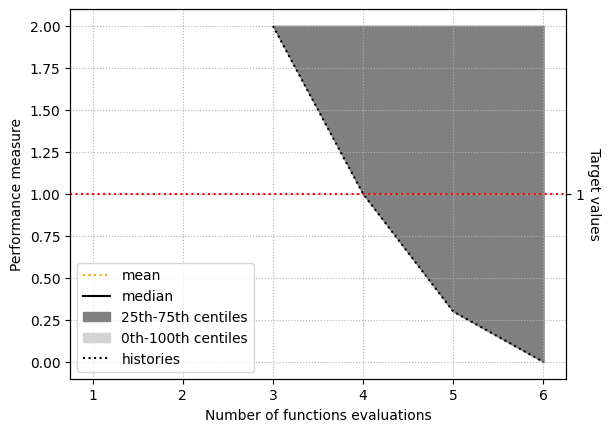 2.00
1.75
1.50
1.25
1.00
0.75
0.50
0.25
0.00
Performance measure
1
Target values
mean
median
25th-75th centiles
0th-100th centiles
histories
1 2 3 4 5 6
Number of functions evaluations